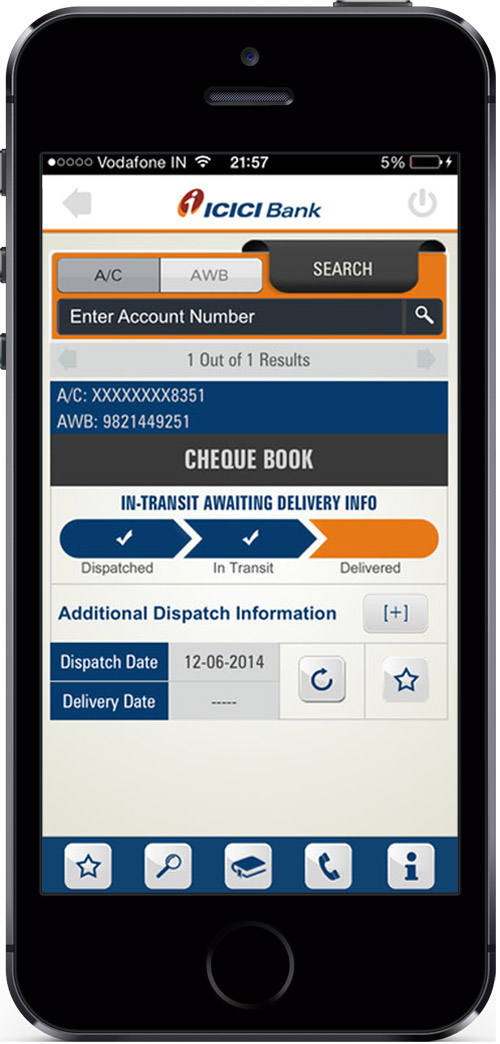 Vodafone IN 21:57 5%
ICICI Bank
A/C AWB SEARCH
Enter Account Number
1 Out of 1 Results
A/C: XXXXXXXX8351
AWB: 9821449251
CHEQUE BOOK
IN-TRANSIT AWAITING DELIVERY INFO
Dispatched In Transit Delivered
Additional Dispatch Information [+]
Dispatch Date 12-06-2014
Delivery Date -----